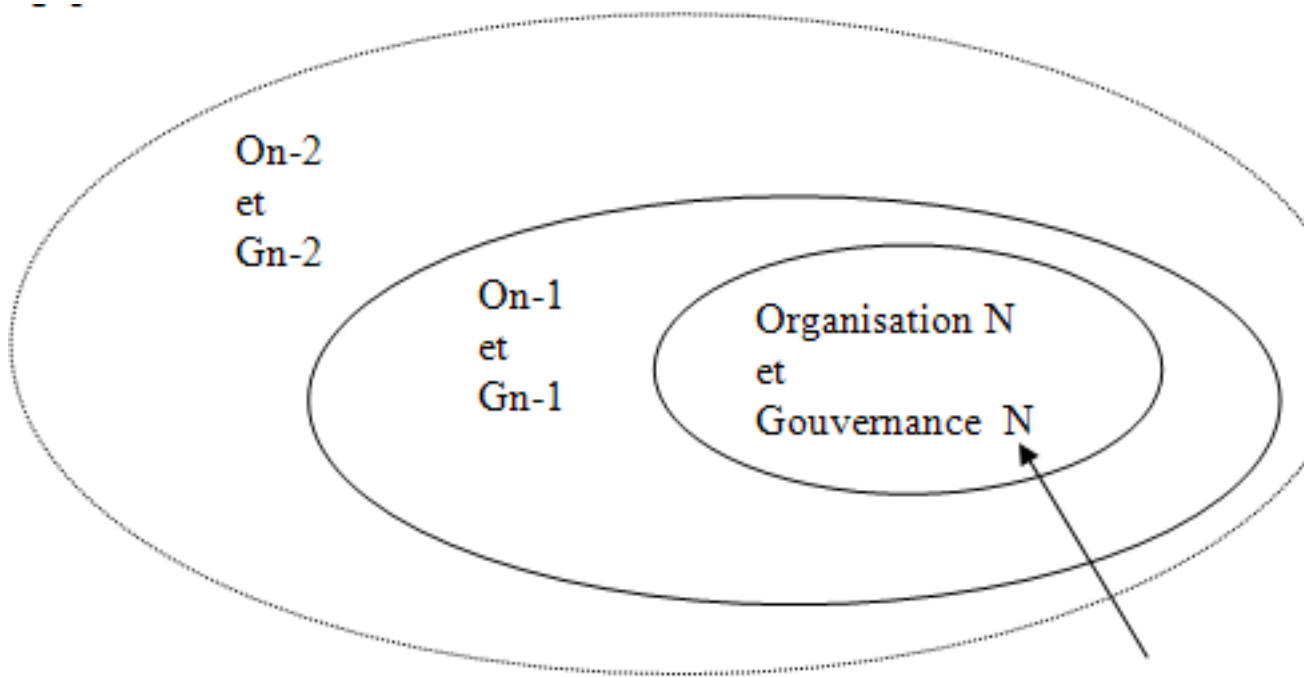 On-2
et
Gn-2
On-1
et
Gn-1
Organisation N
et
Gouvernance N